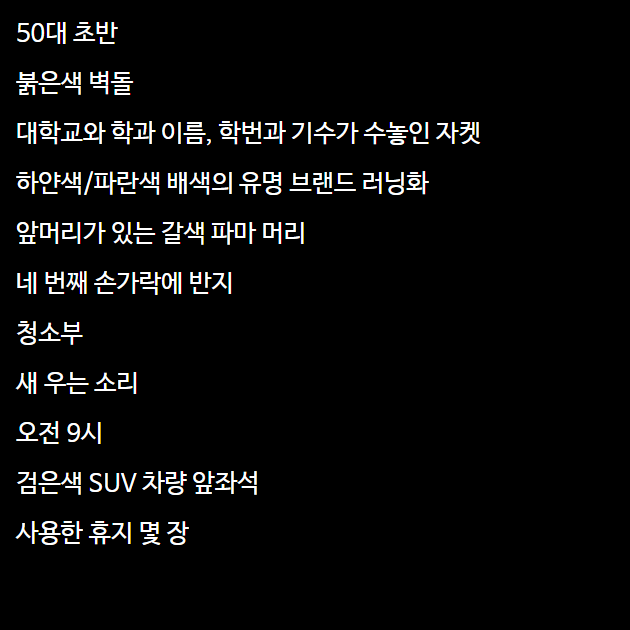 50대 초반
붉은색 벽돌
대학교와 학과 이름, 학번과 기수가 수놓인 자켓
하얀색/파란색 배색의 유명 브랜드 러닝화
앞머리가 있는 갈색 파마 머리
네 번째 손가락에 반지
청소부
새 우는 소리
오전 9시
검은색 SUV 차량 앞좌석
사용한 휴지 몇 장